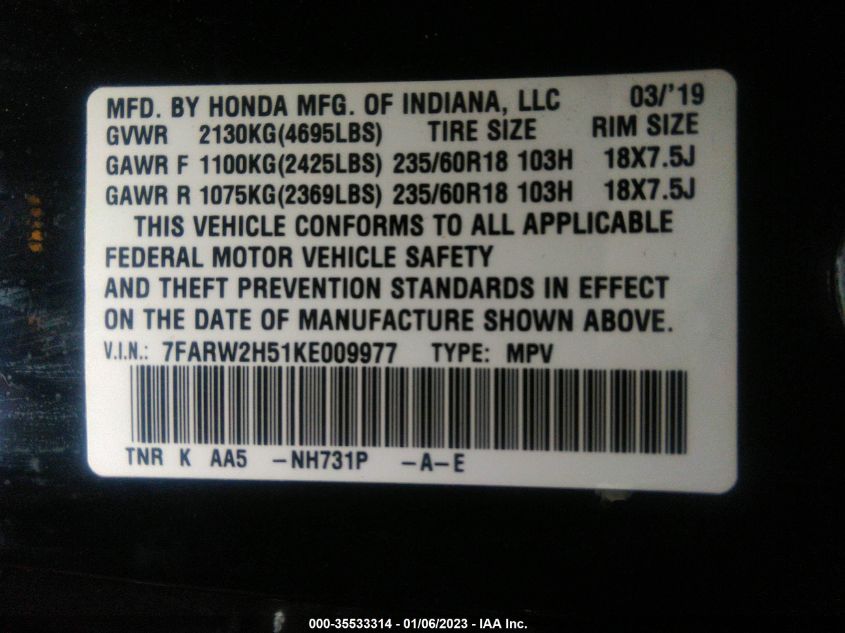 MFD. BY HONDA MFG. OF INDIANA, LLC 03/'19
GVWR 2130KG(4695LBS) TIRE SIZE RIM SIZE
GAWR F 1100KG(2425LBS) 235/60R18 103H 18X7.5J
GAWR R 1075KG(2369LBS) 235/60R18 103H 18X7.5J
THIS VEHICLE CONFORMS TO ALL APPLICABLE
FEDERAL MOTOR VEHICLE SAFETY
AND THEFT PREVENTION STANDARDS IN EFFECT
ON THE DATE OF MANUFACTURE SHOWN ABOVE.
V.I.N.: 7FARW2H51KE009977 TYPE: MPV
TNR K AA5 -NH731P -A-E
000-35533314 - 01/06/2023 - IAA Inc.